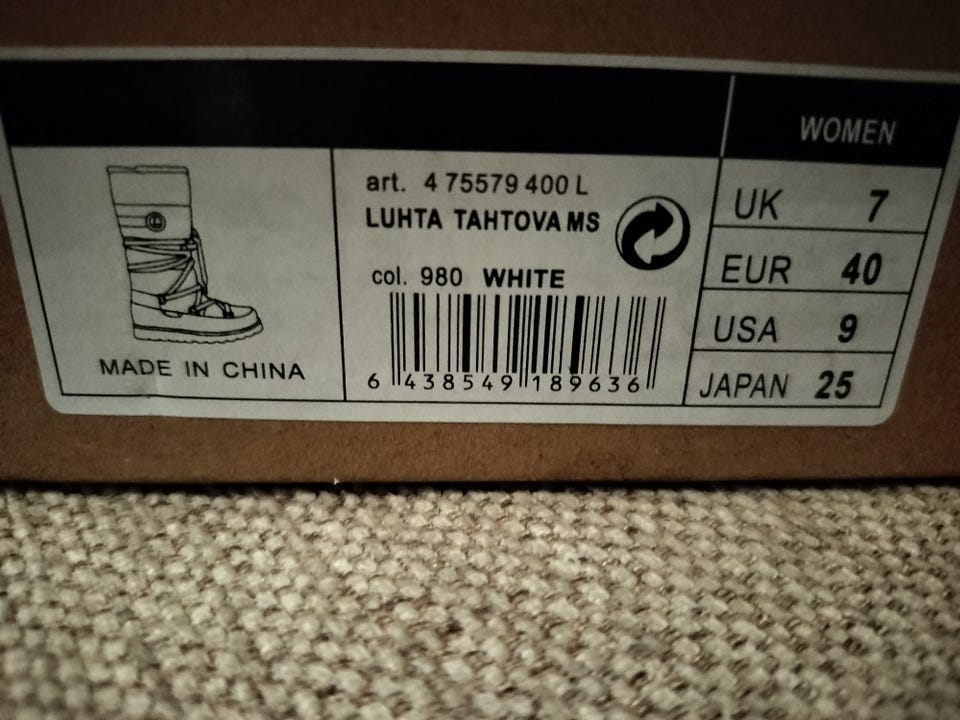 WOMEN
art. 4 75579 400 L
LUHTA TAHTOVA MS
col. 980 WHITE
6 438549 189636
MADE IN CHINA
UK 7
EUR 40
USA 9
JAPAN 25